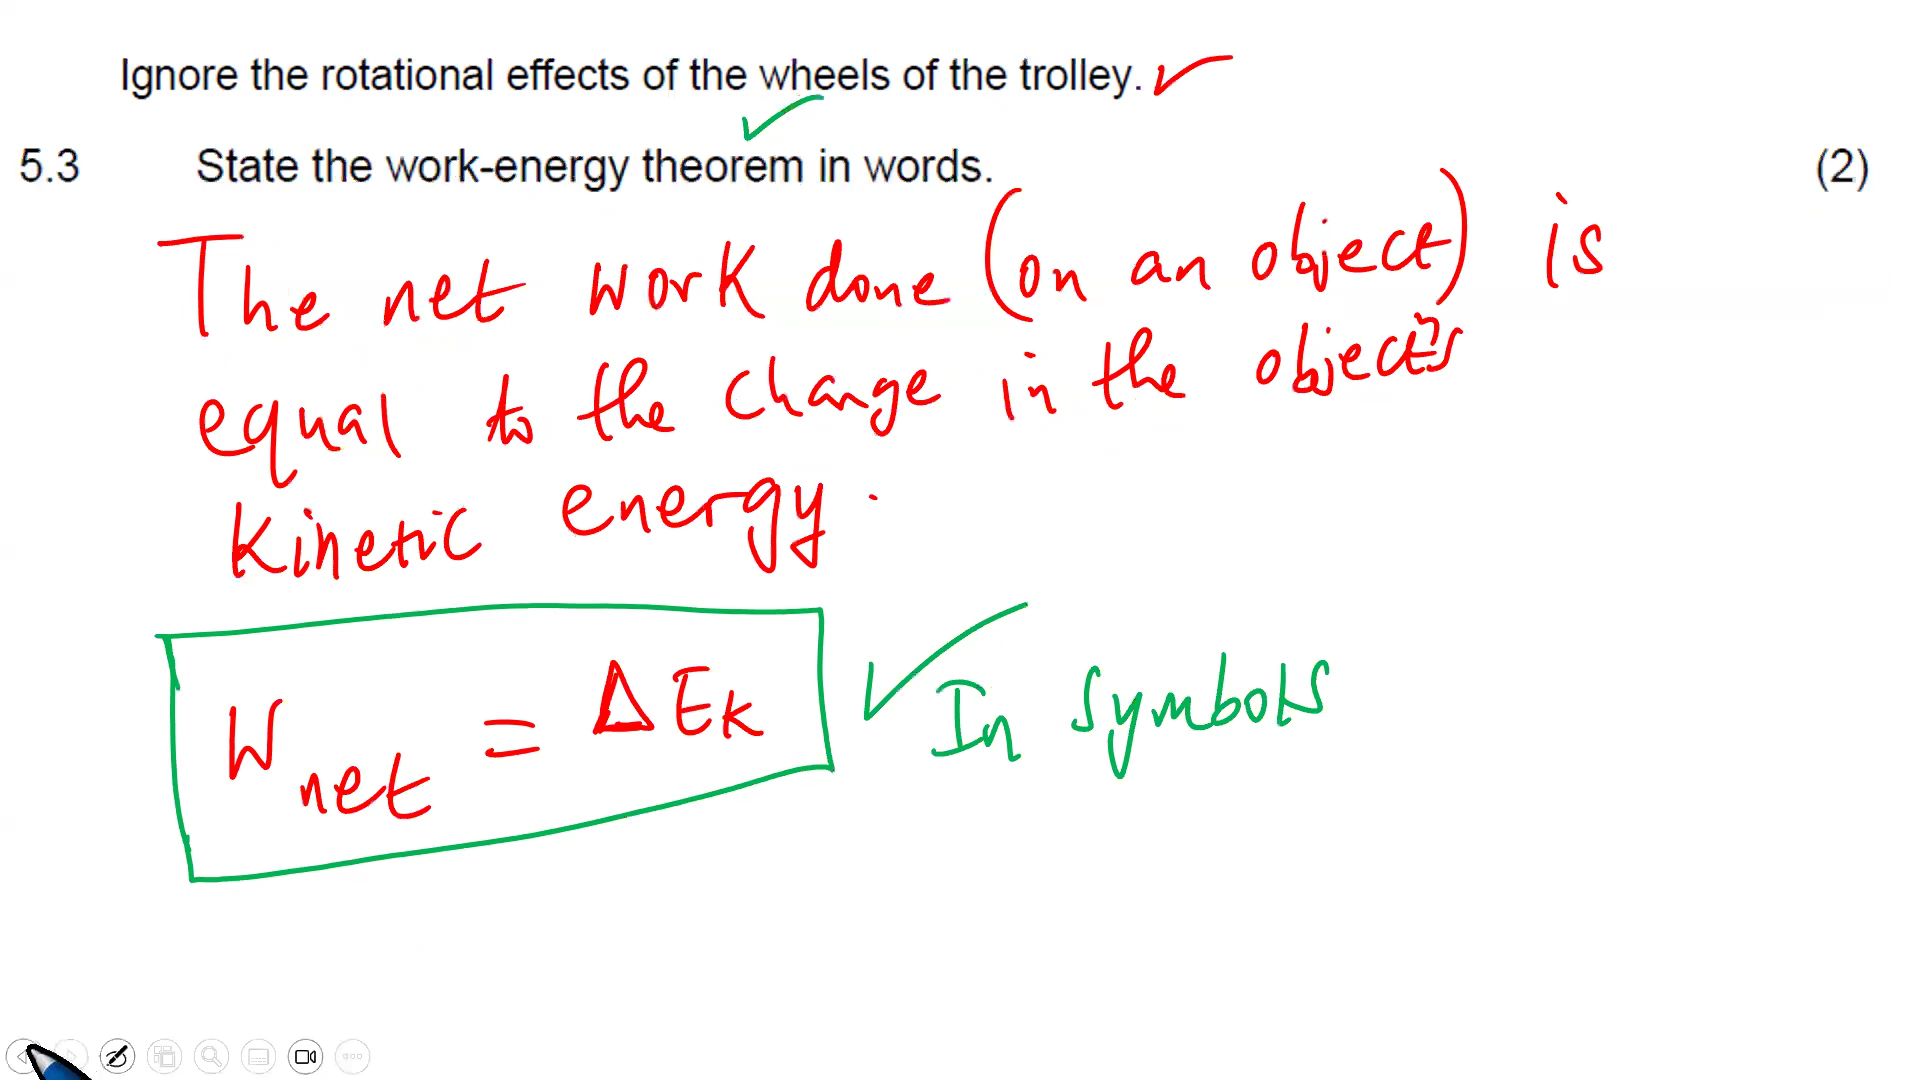 Ignore the rotational effects of the wheels of the trolley.
5.3 State the work-energy theorem in words. (2)
The net work done (on an object) is
equal to the change in the object's
kinetic energy.
W net = Δ Ek
In symbols